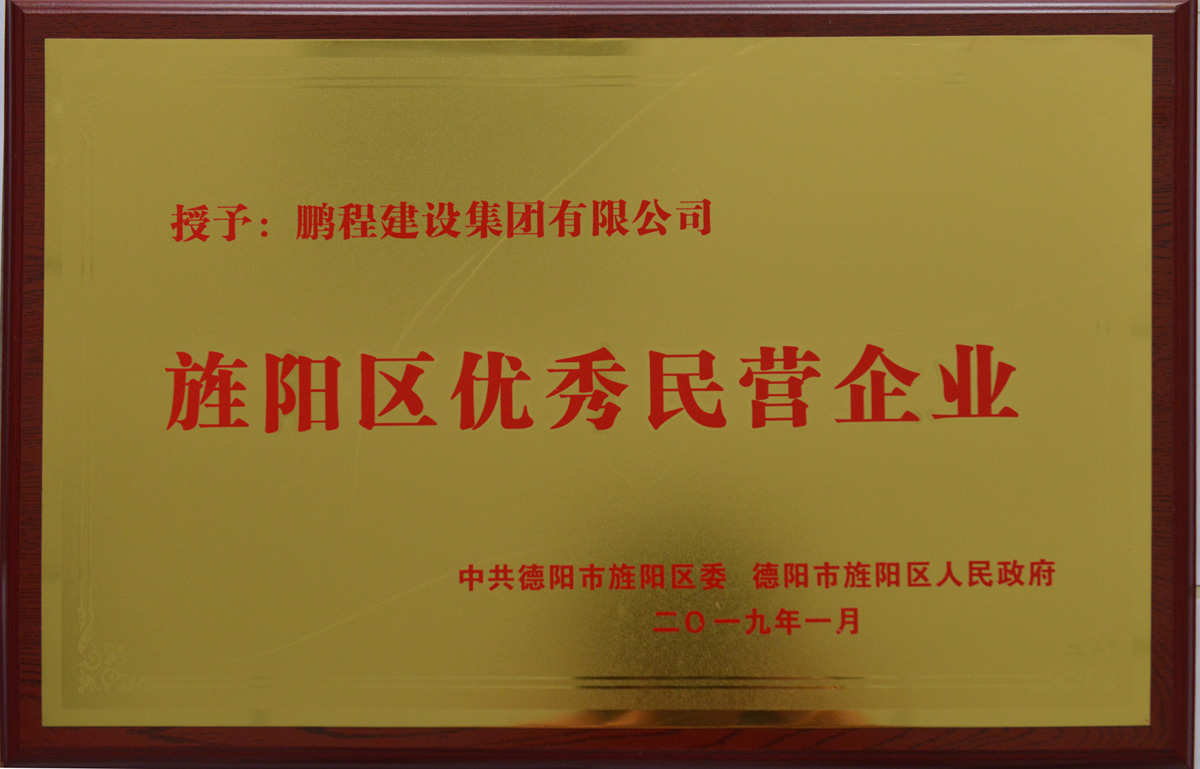 授予：鹏程建设集团有限公司
旌阳区优秀民营企业
中共德阳市旌阳区委 德阳市旌阳区人民政府
二〇一九年一月